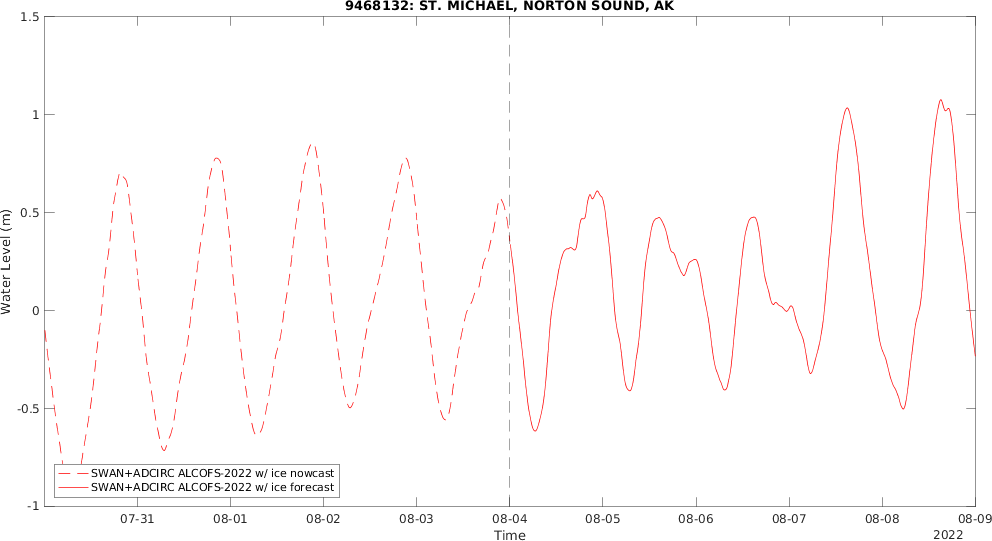 9468132: ST. MICHAEL, NORTON SOUND, AK
1.5
1
0.5
0
-0.5
-1
Water Level (m)
SWAN+ADCIRC ALCOFS-2022 w/ ice nowcast
SWAN+ADCIRC ALCOFS-2022 w/ ice forecast
07-31 08-01 08-02 08-03 08-04 08-05 08-06 08-07 08-08 08-09
Time
2022